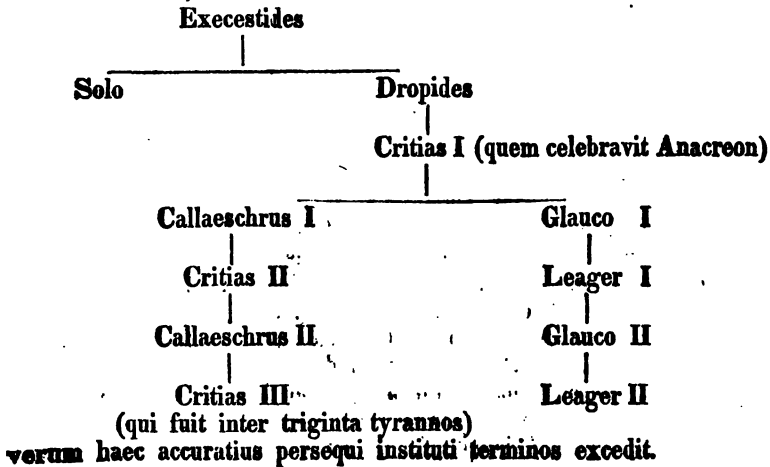 Execestides
Solo Dropides
Critias I (quem celebravit Anacreon)
Callaeschrus I Glauco I
Critias II Leager I
Callaeschrus II Glauco II
Critias III Leager II
(qui fuit inter triginta tyrannos)
verum haec accuratius persequi instituti terminos excedit.